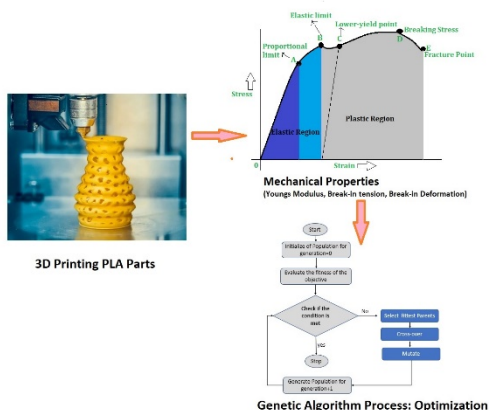 Elastic limit
Lower-yield point
B
C
Breaking Stress
D
E
Fracture Point
Proportional
limit
A
Stress
Elastic Region
Plastic Region
0
Strain
Mechanical Properties
(Youngs Modulus, Break-in tension, Break-in Deformation)
3D Printing PLA Parts
Start
Initialize of Population for
generation=0
Evaluate the fitness of the
objective
Check if the
condition is
met
No
yes
Stop
Select fittest Parents
Cross-over
Mutate
Generate Population for
generation+1
Genetic Algorithm Process: Optimization